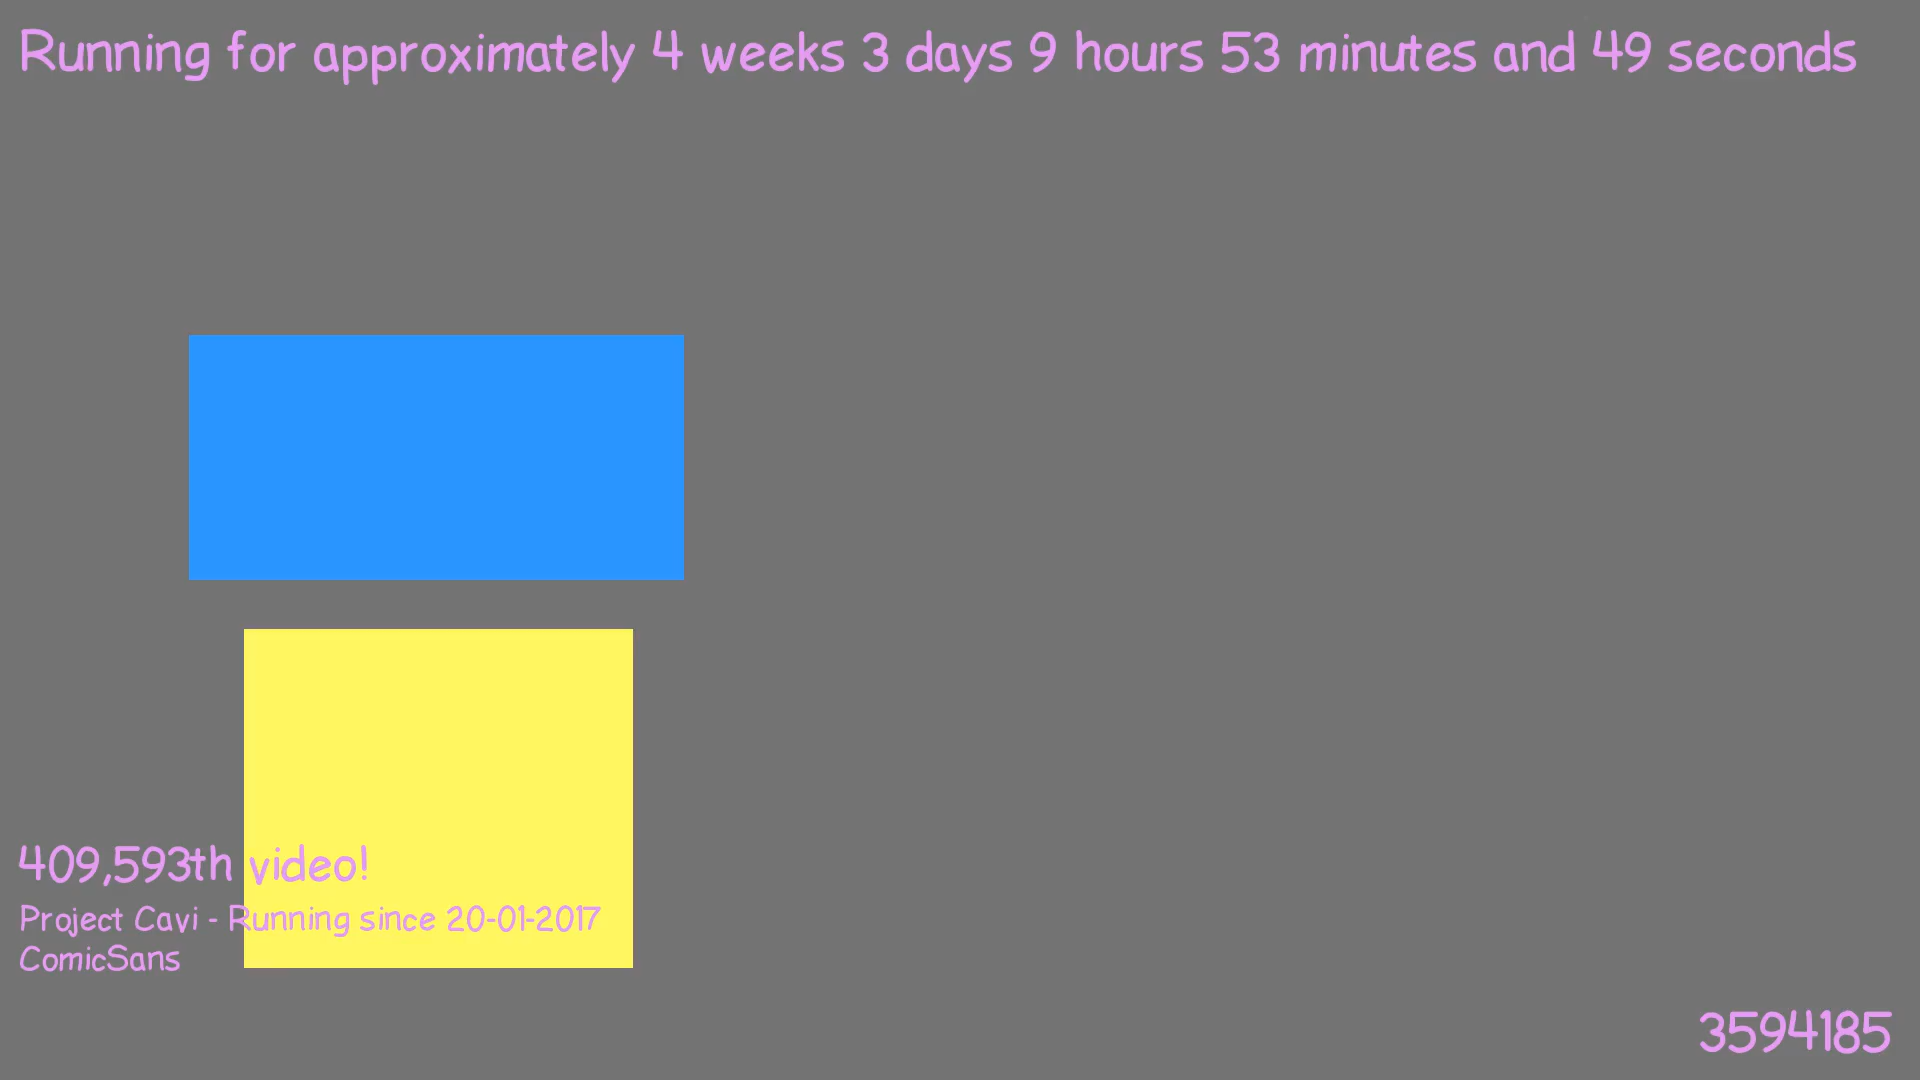 Running for approximately 4 weeks 3 days 9 hours 53 minutes and 49 seconds
409,593th video!
Project Cavi - Running since 20-01-2017
ComicSans
3594185